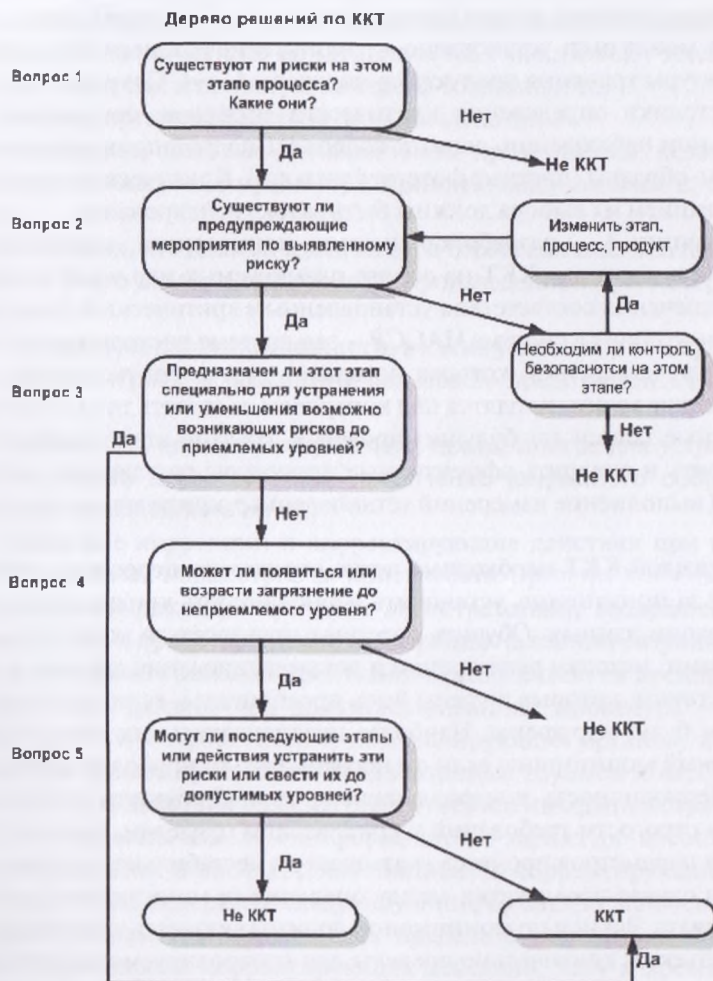 Дерево решений по ККТ
Вопрос 1
Существуют ли риски на этом
этапе процесса?
Какие они?
Нет
Да
Не ККТ
Вопрос 2
Существуют ли
предупреждающие
мероприятия по выявленному
Изменить этап,
процесс, продукт
Нет
Да
Да
Необходим ли контроль
безопасности на этом
этапе?
Вопрос 3
Предназначен ли этот этап
для устранения
или уменьшения возможно
возникающих рисков до
приемлемых уровней?
Да
Нет
Не ККТ
Нет
Вопрос 4
Может ли появиться или
возрасти загрязнение до
неприемлемого уровня?
Нет
Да
Не ККТ
Вопрос 5
Могут ли последующие этапы
или действия устранить эти
риски или свести их до
допустимых уровней?
Да
Нет
Не ККТ
ККТ
Да